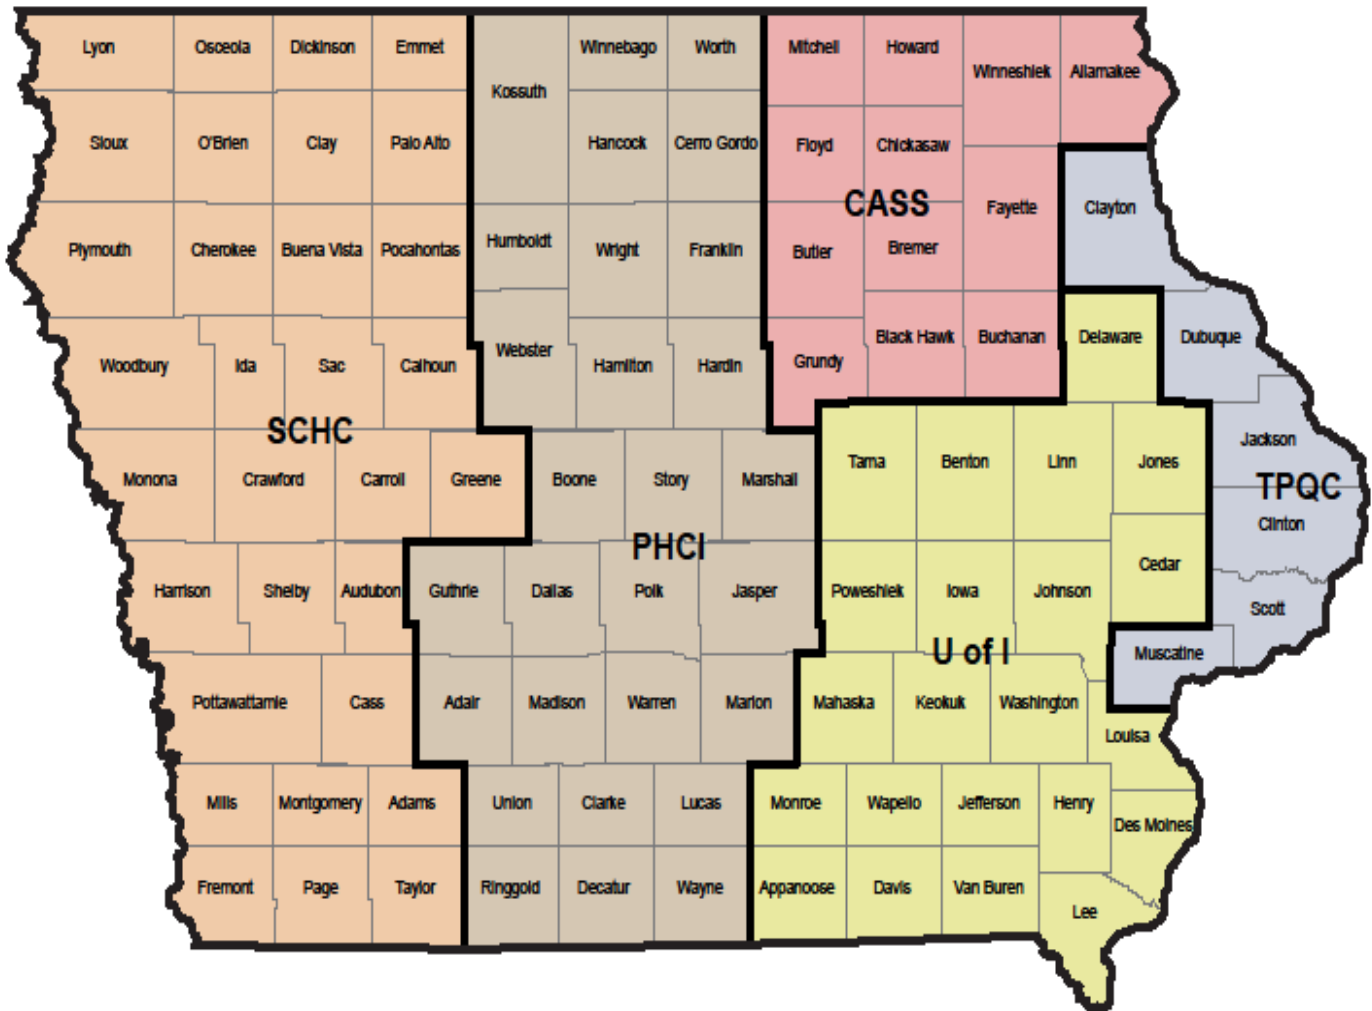 Lyon Osceola Dickinson Emmet Winnebago Worth Mitchell Howard
Kossuth Winneshiek Allamakee
Sioux O'Brien Clay Palo Alto Hancock Cerro Gordo Floyd Chickasaw
CASS
Fayette Clayton
Plymouth Cherokee Buena Vista Pocahontas Humboldt Wright Franklin Butler Bremer
Woodbury Ida Sac Calhoun Webster Hamilton Hardin Grundy Black Hawk Buchanan Delaware Dubuque
SCHC
Jackson
Monona Crawford Carroll Greene Boone Story Marshall Tama Benton Linn Jones
TPQC
Clinton
PHCI
Cedar
Harrison Shelby Audubon Guthrie Dallas Polk Jasper Poweshiek Iowa Johnson
Scott
U of I
Muscatine
Pottawattamie Cass Adair Madison Warren Marion Mahaska Keokuk Washington
Louisa
Mills Montgomery Adams Union Clarke Lucas Monroe Wapello Jefferson Henry
Des Moines
Fremont Page Taylor Ringgold Decatur Wayne Appanoose Davis Van Buren
Lee